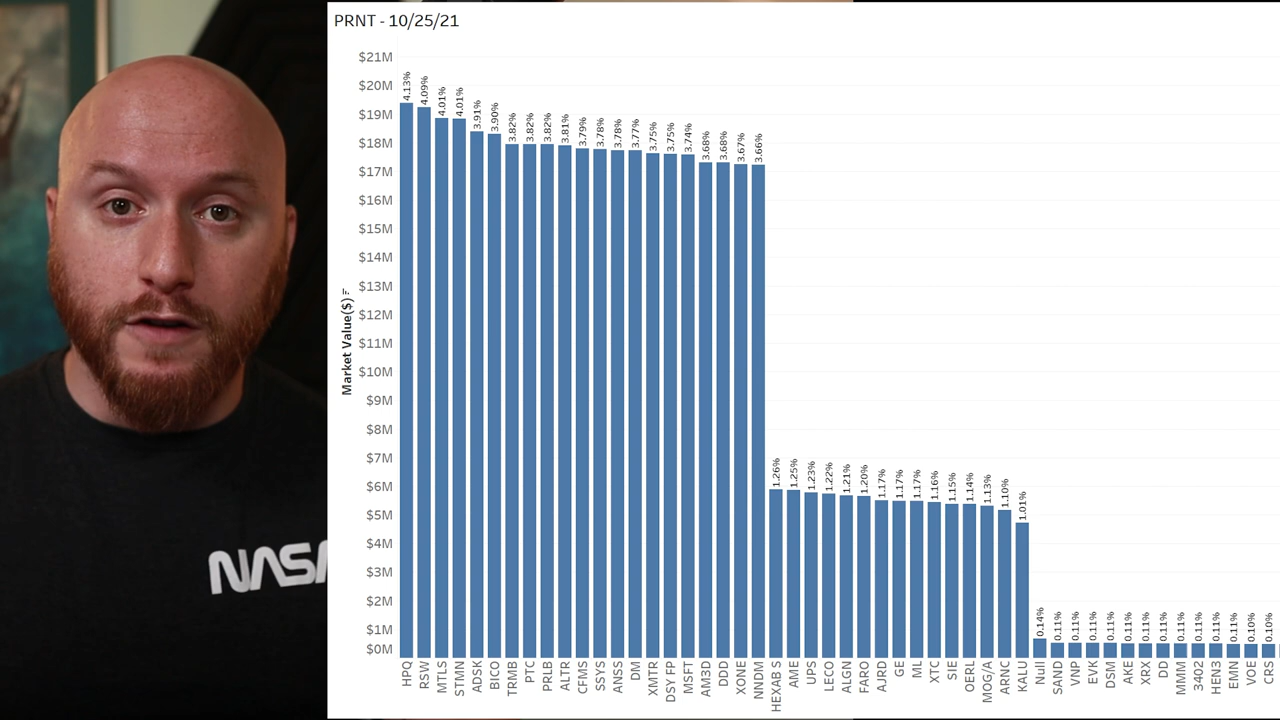 PRNT - 10/25/21
$21M
$20M
$19M
$18M
$17M
$16M
$15M
$14M
$13M
$12M
$11M
$10M
$9M
$8M
$7M
$6M
$5M
$4M
$3M
$2M
$1M
$0M
Market Value($)
4.13%
4.09%
4.01%
4.01%
3.91%
3.90%
3.82%
3.82%
3.82%
3.81%
3.79%
3.78%
3.78%
3.77%
3.75%
3.75%
3.74%
3.68%
3.68%
3.67%
3.66%
1.26%
1.25%
1.23%
1.22%
1.21%
1.20%
1.17%
1.17%
1.17%
1.16%
1.15%
1.14%
1.13%
1.10%
1.01%
0.14%
0.11%
0.11%
0.11%
0.11%
0.11%
0.11%
0.11%
0.11%
0.11%
0.11%
0.11%
0.10%
0.10%
HPQ
RSW
MTLS
STMN
ADSK
BICO
TRMB
PTC
PRLB
ALTR
CFMS
SSYS
ANSS
DM
XMTR
DSY FP
MSFT
AM3D
DDD
XONE
NNDM
HEXAB S
AME
UPS
LECO
ALGN
FARO
AJRD
GE
ML
XTC
SIE
OERL
MOG/A
ARNC
KALU
Null
SAND
VNP
EVK
DSM
AKE
XRX
DD
MMM
3402
HEN3
EMN
VOE
CRS
NASA